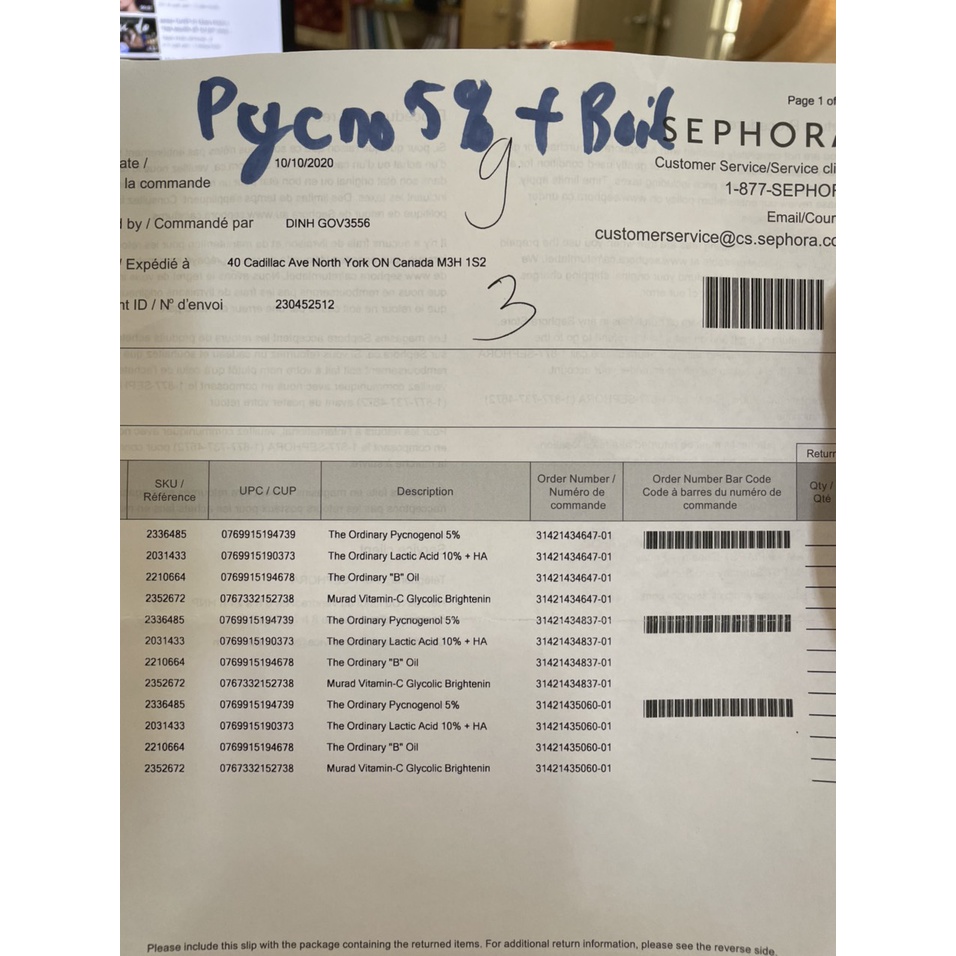 Pycno 5% + Boil
Page 1 of
SEPHORA
ate / 10/10/2020
la commande
Customer Service/Service cli
1-877-SEPHOR
d by / Commandé par DINH GOV3556
Email/Cour
customerservice@cs.sephora.co
/ Expédié à 40 Cadillac Ave North York ON Canada M3H 1S2
nt ID / N° d'envoi 230452512
9
3
Return
SKU / Référence UPC / CUP Description Order Number / Numéro de commande Order Number Bar Code Code à barres du numéro de commande Qty / Qté
2336485 0769915194739 The Ordinary Pycnogenol 5% 31421434647-01
2031433 0769915190373 The Ordinary Lactic Acid 10% + HA 31421434647-01
2210664 0769915194678 The Ordinary "B" Oil 31421434647-01
2352672 0767332152738 Murad Vitamin-C Glycolic Brightenin 31421434647-01
2336485 0769915194739 The Ordinary Pycnogenol 5% 31421434837-01
2031433 0769915190373 The Ordinary Lactic Acid 10% + HA 31421434837-01
2210664 0769915194678 The Ordinary "B" Oil 31421434837-01
2352672 0767332152738 Murad Vitamin-C Glycolic Brightenin 31421434837-01
2336485 0769915194739 The Ordinary Pycnogenol 5% 31421435060-01
2031433 0769915190373 The Ordinary Lactic Acid 10% + HA 31421435060-01
2210664 0769915194678 The Ordinary "B" Oil 31421435060-01
2352672 0767332152738 Murad Vitamin-C Glycolic Brightenin 31421435060-01
Please include this slip with the package containing the returned items. For additional return information, please see the reverse side.